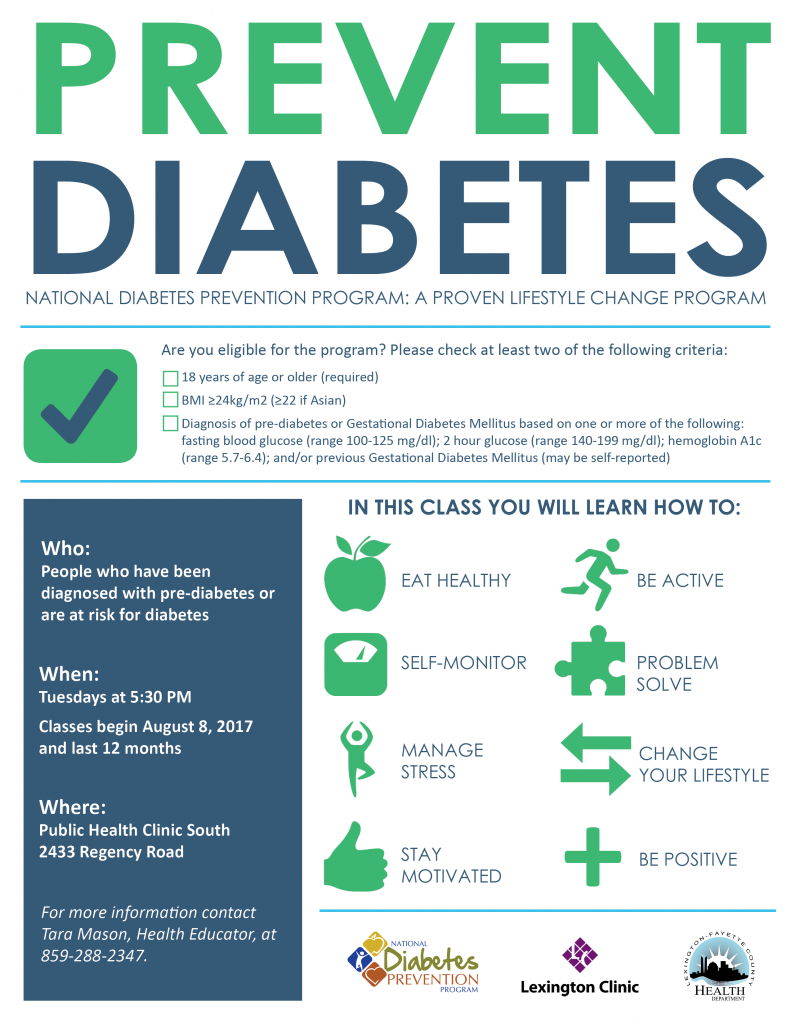 PREVENT
DIABETES
NATIONAL DIABETES PREVENTION PROGRAM: A PROVEN LIFESTYLE CHANGE PROGRAM
Are you eligible for the program? Please check at least two of the following criteria:
18 years of age or older (required)
BMI ≥24kg/m2 (≥22 if Asian)
Diagnosis of pre-diabetes or Gestational Diabetes Mellitus based on one or more of the following:
fasting blood glucose (range 100-125 mg/dl); 2 hour glucose (range 140-199 mg/dl); hemoglobin A1c
(range 5.7-6.4); and/or previous Gestational Diabetes Mellitus (may be self-reported)
Who:
People who have been
diagnosed with pre-diabetes or
are at risk for diabetes
When:
Tuesdays at 5:30 PM
Classes begin August 8, 2017
and last 12 months
Where:
Public Health Clinic South
2433 Regency Road
For more information contact
Tara Mason, Health Educator, at
859-288-2347.
IN THIS CLASS YOU WILL LEARN HOW TO:
EAT HEALTHY
BE ACTIVE
SELF-MONITOR
PROBLEM
SOLVE
MANAGE
STRESS
CHANGE
YOUR LIFESTYLE
STAY
MOTIVATED
BE POSITIVE
NATIONAL
Diabetes
PREVENTION
PROGRAM
Lexington Clinic
LEXINGTON-FAYETTE COUNTY
HEALTH
DEPARTMENT